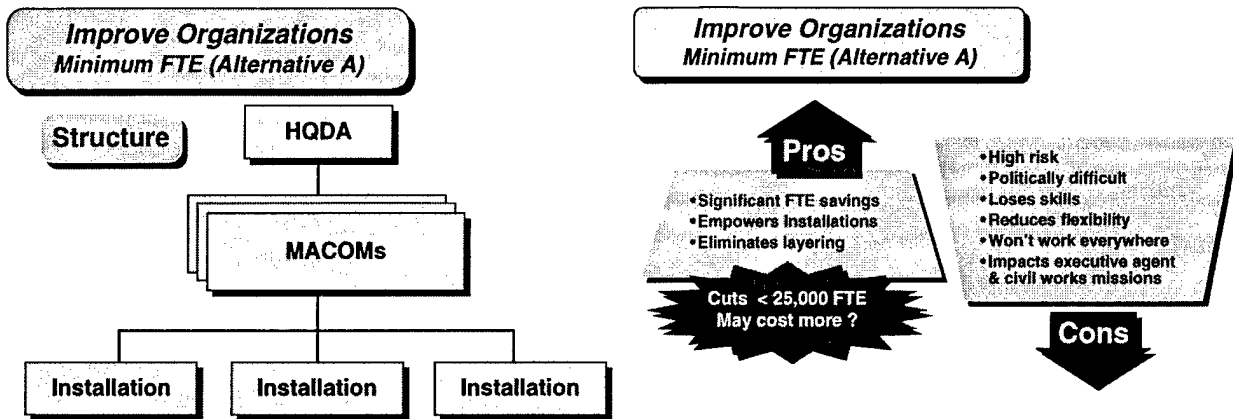 Improve Organizations
Minimum FTE (Alternative A)
Structure
HQDA
MACOMs
Installation
Installation
Installation
Improve Organizations
Minimum FTE (Alternative A)
Pros
•Significant FTE savings
•Empowers Installations
•Eliminates layering
Cuts < 25,000 FTE
May cost more ?
•High risk
•Politically difficult
•Loses skills
•Reduces flexibility
•Won't work everywhere
•Impacts executive agent
& civil works missions
Cons